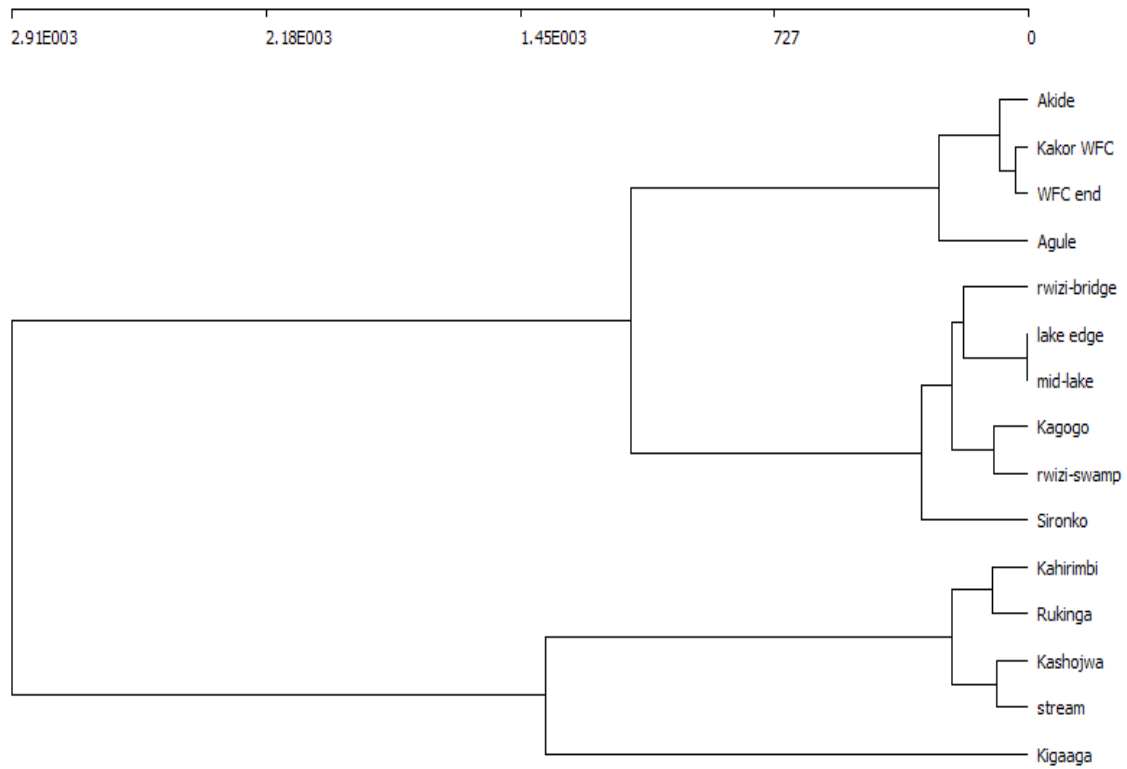 2.91E003 2.18E003 1.45E003 727 0
Akide
Kakor WFC
WFC end
Agule
rwizi-bridge
lake edge
mid-lake
Kagogo
rwizi-swamp
Sironko
Kahirimbi
Rukinga
Kashojwa
stream
Kigaaga